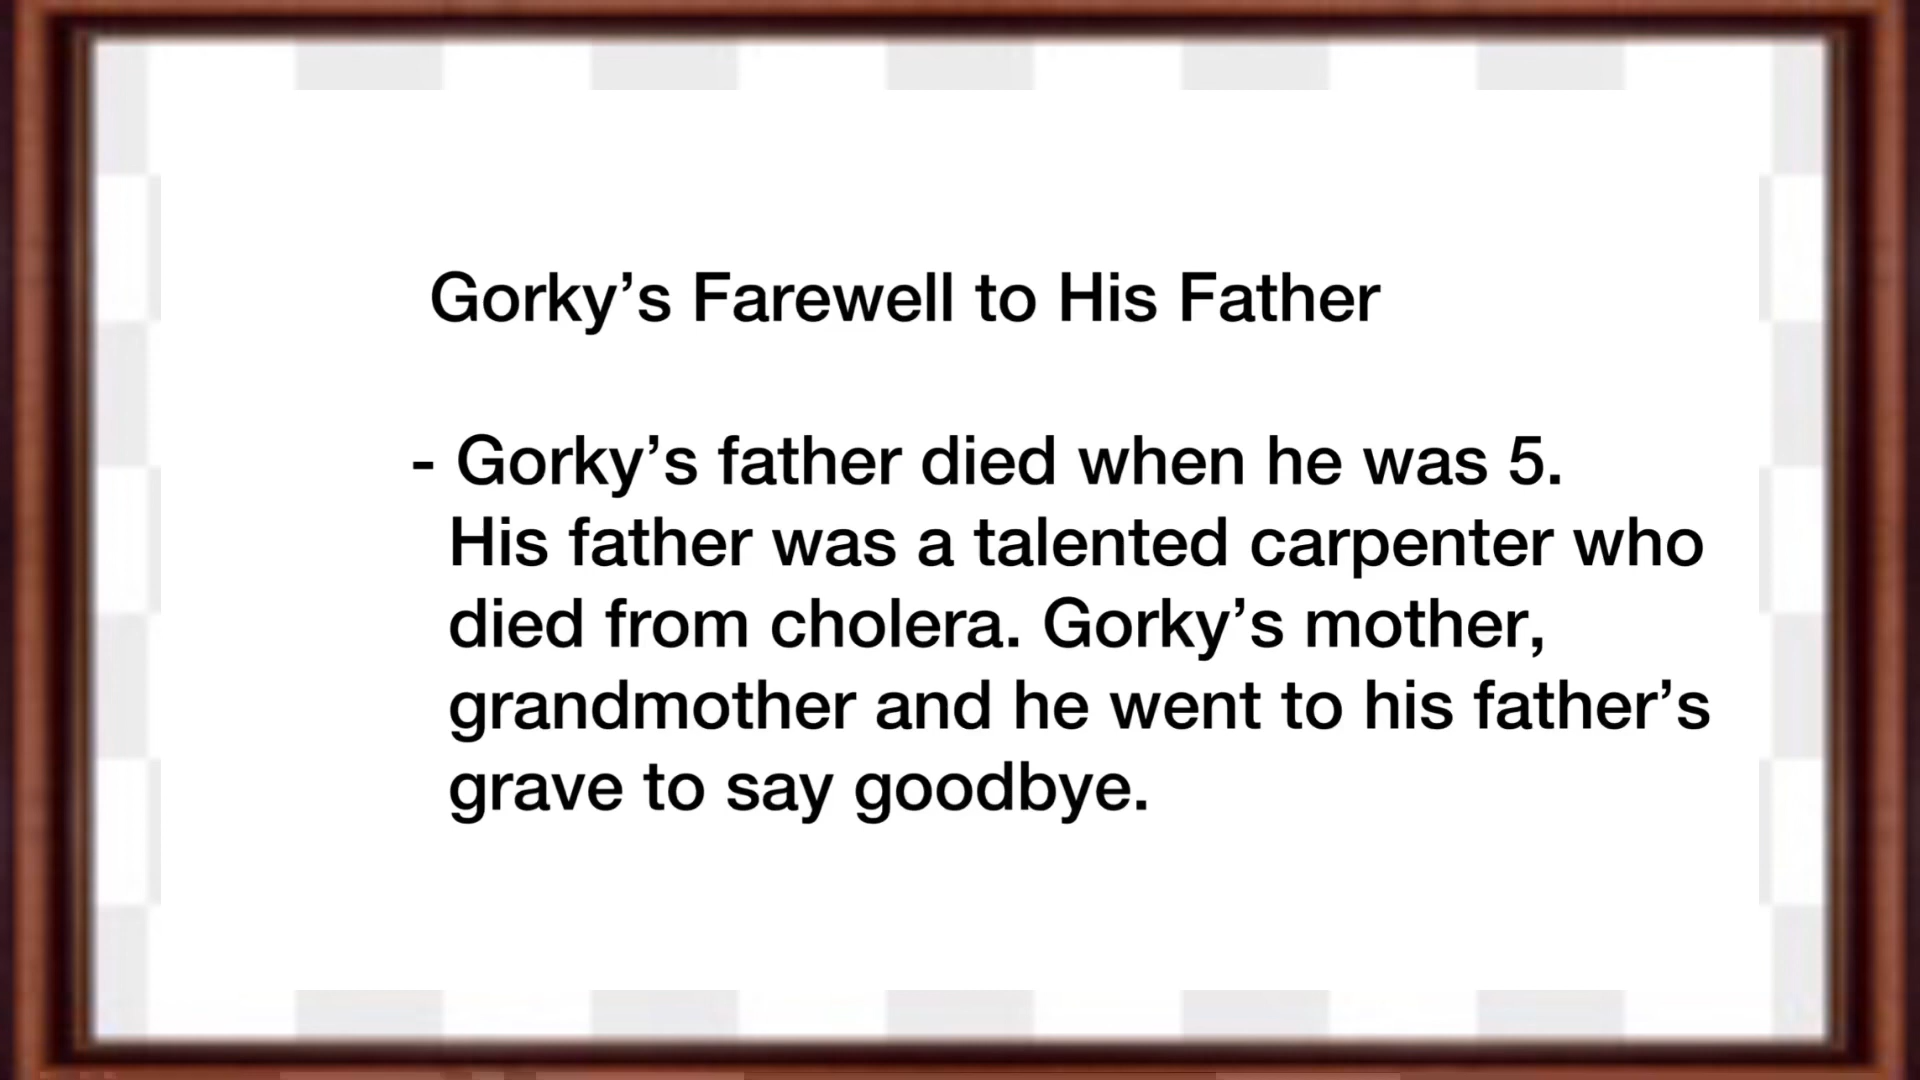 Gorky’s Farewell to His Father
- Gorky’s father died when he was 5.
His father was a talented carpenter who
died from cholera. Gorky’s mother,
grandmother and he went to his father’s
grave to say goodbye.